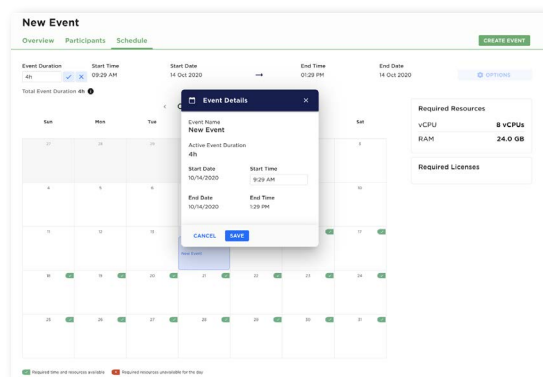 New Event
Overview Participants Schedule
CREATE EVENT
Event Duration Start Time Start Date End Time End Date
4h 09:29 AM 14 Oct 2020 → 01:29 PM 14 Oct 2020
OPTIONS
Total Event Duration 4h
Sun Mon Tue Sat
27 28 29
4 5 6 10
11 12 13 17
18 19 20 21 22 23 24
25 26 27 28 29 30 31
New Event
Event Details
Event Name
New Event
Active Event Duration
4h
Start Date Start Time
10/14/2020 9:29 AM
End Date End Time
10/14/2020 1:29 PM
CANCEL SAVE
Required Resources
vCPU 8 vCPUs
RAM 24.0 GB
Required Licenses
Required time and resources available Required resources unavailable for the day